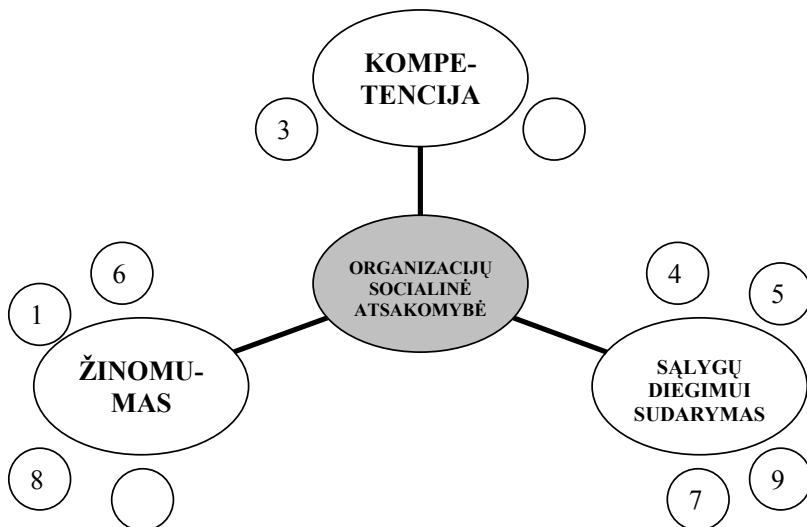 KOMPE-
TENCIJA
3
ORGANIZACIJŲ
SOCIALINĖ
ATSAKOMYBĖ
6
1
ŽINOMU-
MAS
8
4
5
SĄLYGŲ
DIEGIMUI
SUDARYMAS
9
7